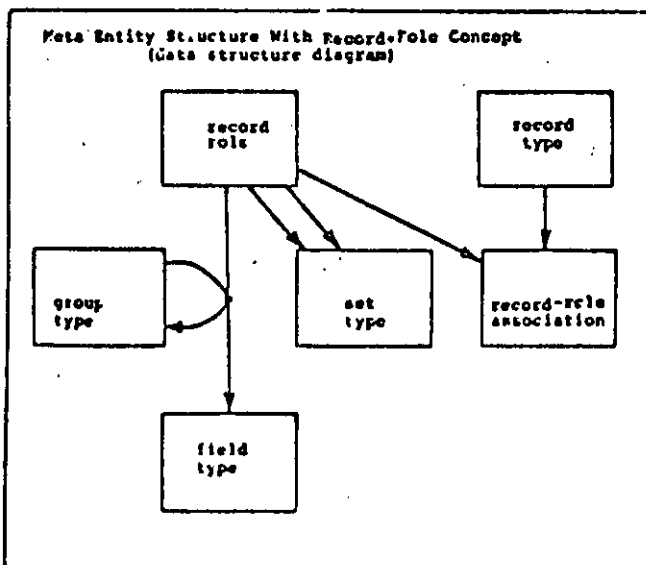 Meta Entity Structure With Record-Role Concept
(data structure diagram)
record
role
record
type
group
type
set
type
record-role
association
field
type